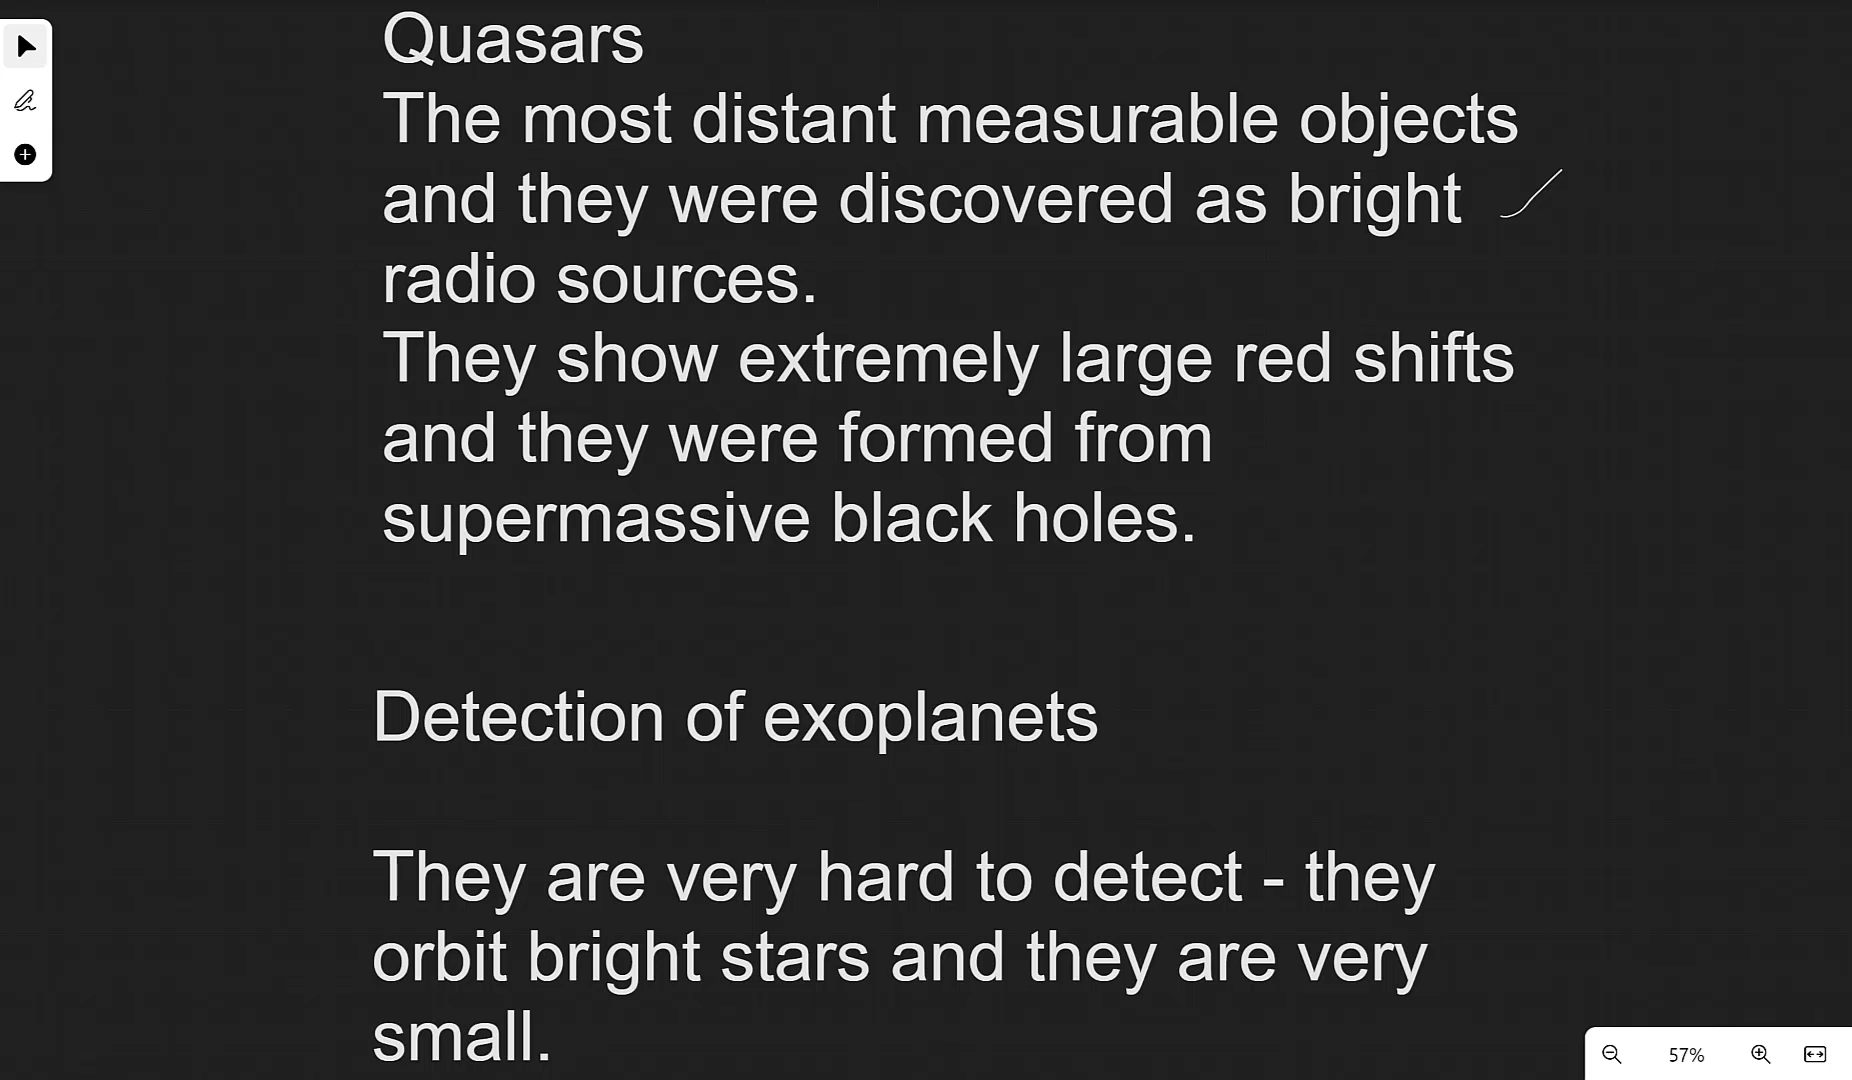 Quasars
The most distant measurable objects
and they were discovered as bright
radio sources.
They show extremely large red shifts
and they were formed from
supermassive black holes.
Detection of exoplanets
They are very hard to detect - they
orbit bright stars and they are very
small.
57%